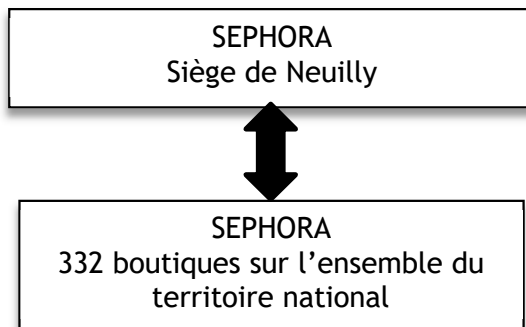 SEPHORA
Siège de Neuilly
SEPHORA
332 boutiques sur l’ensemble du
territoire national